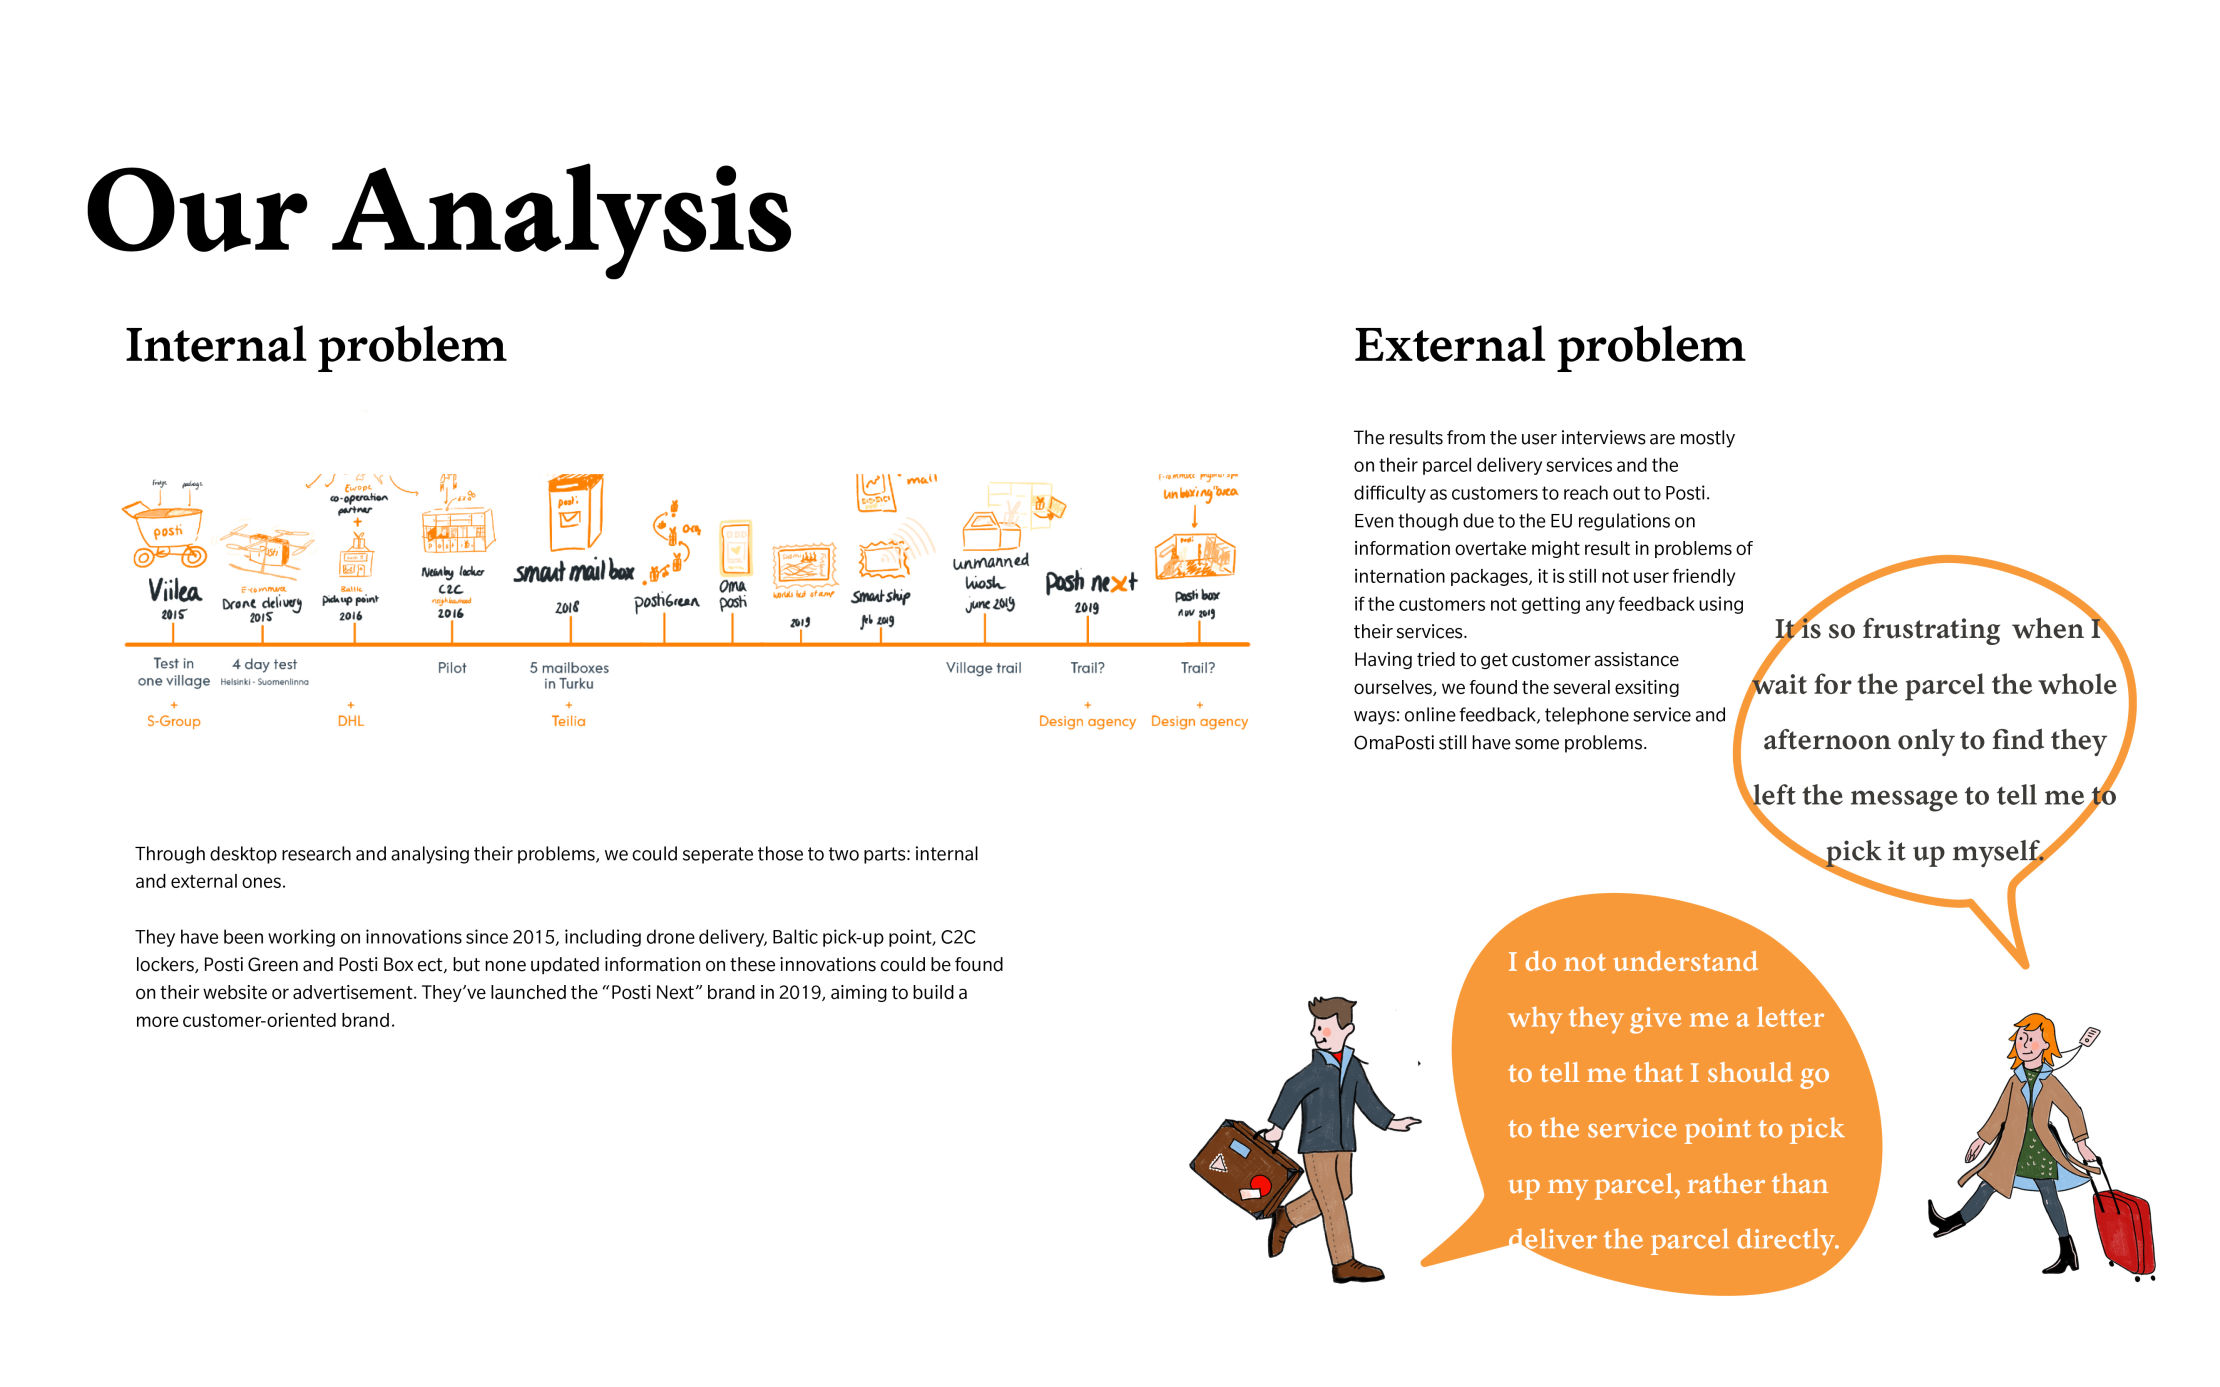 Our Analysis
Internal problem
Fridge
package
posti
Viilea
2015
posti
E-commerce
Drone delivery
2015
Europe
co-operation
partner
+
Baltic
Pick up point
2016
POSTI
Nearby locker
C2C
neighbourhood
2016
posti
smart mail box
2018
postiGreen
Oma
posti
worlds 1st stamp
2019
mail
Smart ship
feb 2019
unmanned
kiosk
june 2019
Posti next
2019
unboxing area
posti
Posti box
nov 2019
Test in
one village
+
S-Group
4 day test
Helsinki - Suomenlinna
+
DHL
Pilot
5 mailboxes
in Turku
+
Teilia
Village trail
Trail?
+
Design agency
Trail?
+
Design agency
Through desktop research and analysing their problems, we could seperate those to two parts: internal
and external ones.
They have been working on innovations since 2015, including drone delivery, Baltic pick-up point, C2C
lockers, Posti Green and Posti Box ect, but none updated information on these innovations could be found
on their website or advertisement. They’ve launched the “Posti Next” brand in 2019, aiming to build a
more customer-oriented brand.
External problem
The results from the user interviews are mostly
on their parcel delivery services and the
difficulty as customers to reach out to Posti.
Even though due to the EU regulations on
information overtake might result in problems of
internation packages, it is still not user friendly
if the customers not getting any feedback using
their services.
Having tried to get customer assistance
ourselves, we found the several exsiting
ways: online feedback, telephone service and
OmaPosti still have some problems.
It is so frustrating when I
wait for the parcel the whole
afternoon only to find they
left the message to tell me to
pick it up myself.
I do not understand
why they give me a letter
to tell me that I should go
to the service point to pick
up my parcel, rather than
deliver the parcel directly.